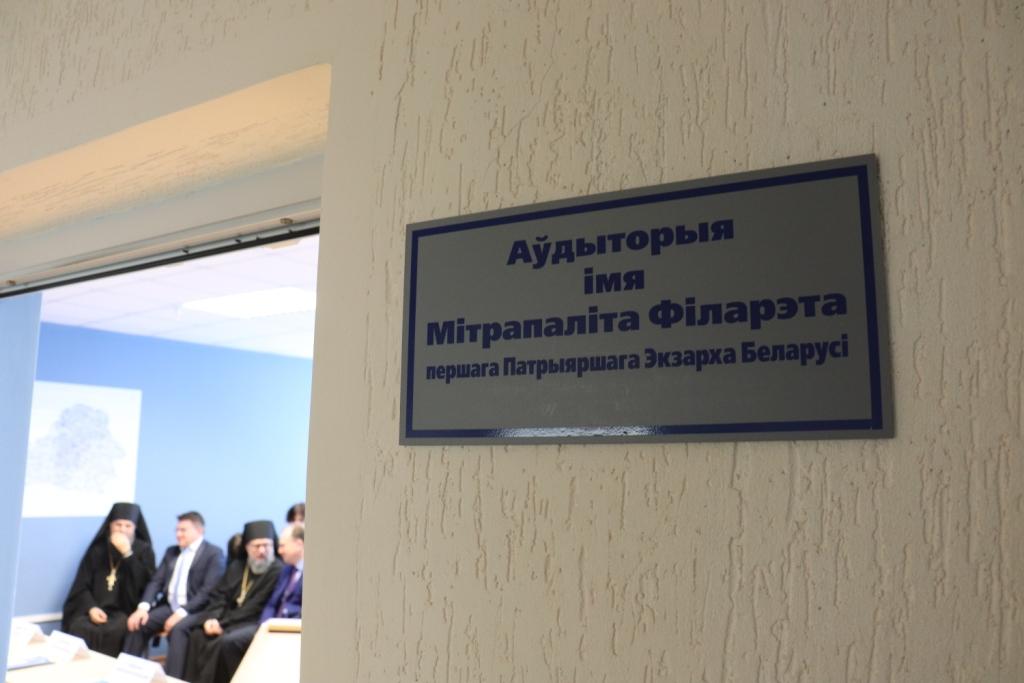 Аўдыторыя
імя
Мітрапаліта Філарэта
першага Патрыяршага Экзарха Беларусі